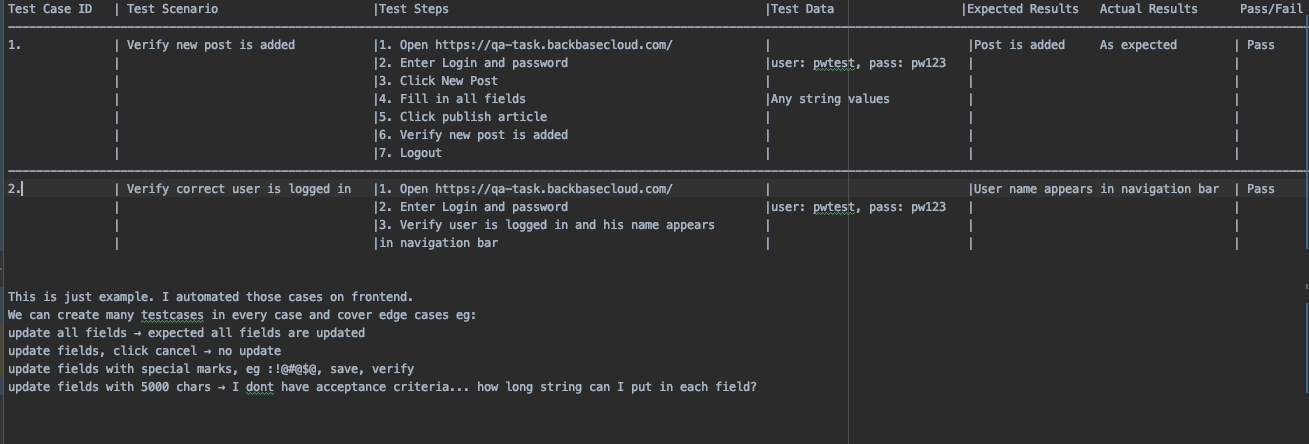 Test Case ID | Test Scenario |Test Steps |Test Data |Expected Results Actual Results Pass/Fail
1. | Verify new post is added |1. Open https://qa-task.backbasecloud.com/ | |Post is added As expected | Pass
| |2. Enter Login and password |user: pwtest, pass: pw123 | |
| |3. Click New Post | | |
| |4. Fill in all fields |Any string values | |
| |5. Click publish article | | |
| |6. Verify new post is added | | |
| |7. Logout | | |
2. | Verify correct user is logged in |1. Open https://qa-task.backbasecloud.com/ | |User name appears in navigation bar | Pass
| |2. Enter Login and password |user: pwtest, pass: pw123 | |
| |3. Verify user is logged in and his name appears | | |
| |in navigation bar | | |
This is just example. I automated those cases on frontend.
We can create many testcases in every case and cover edge cases eg:
update all fields → expected all fields are updated
update fields, click cancel → no update
update fields with special marks, eg :!@#@$@, save, verify
update fields with 5000 chars → I dont have acceptance criteria... how long string can I put in each field?